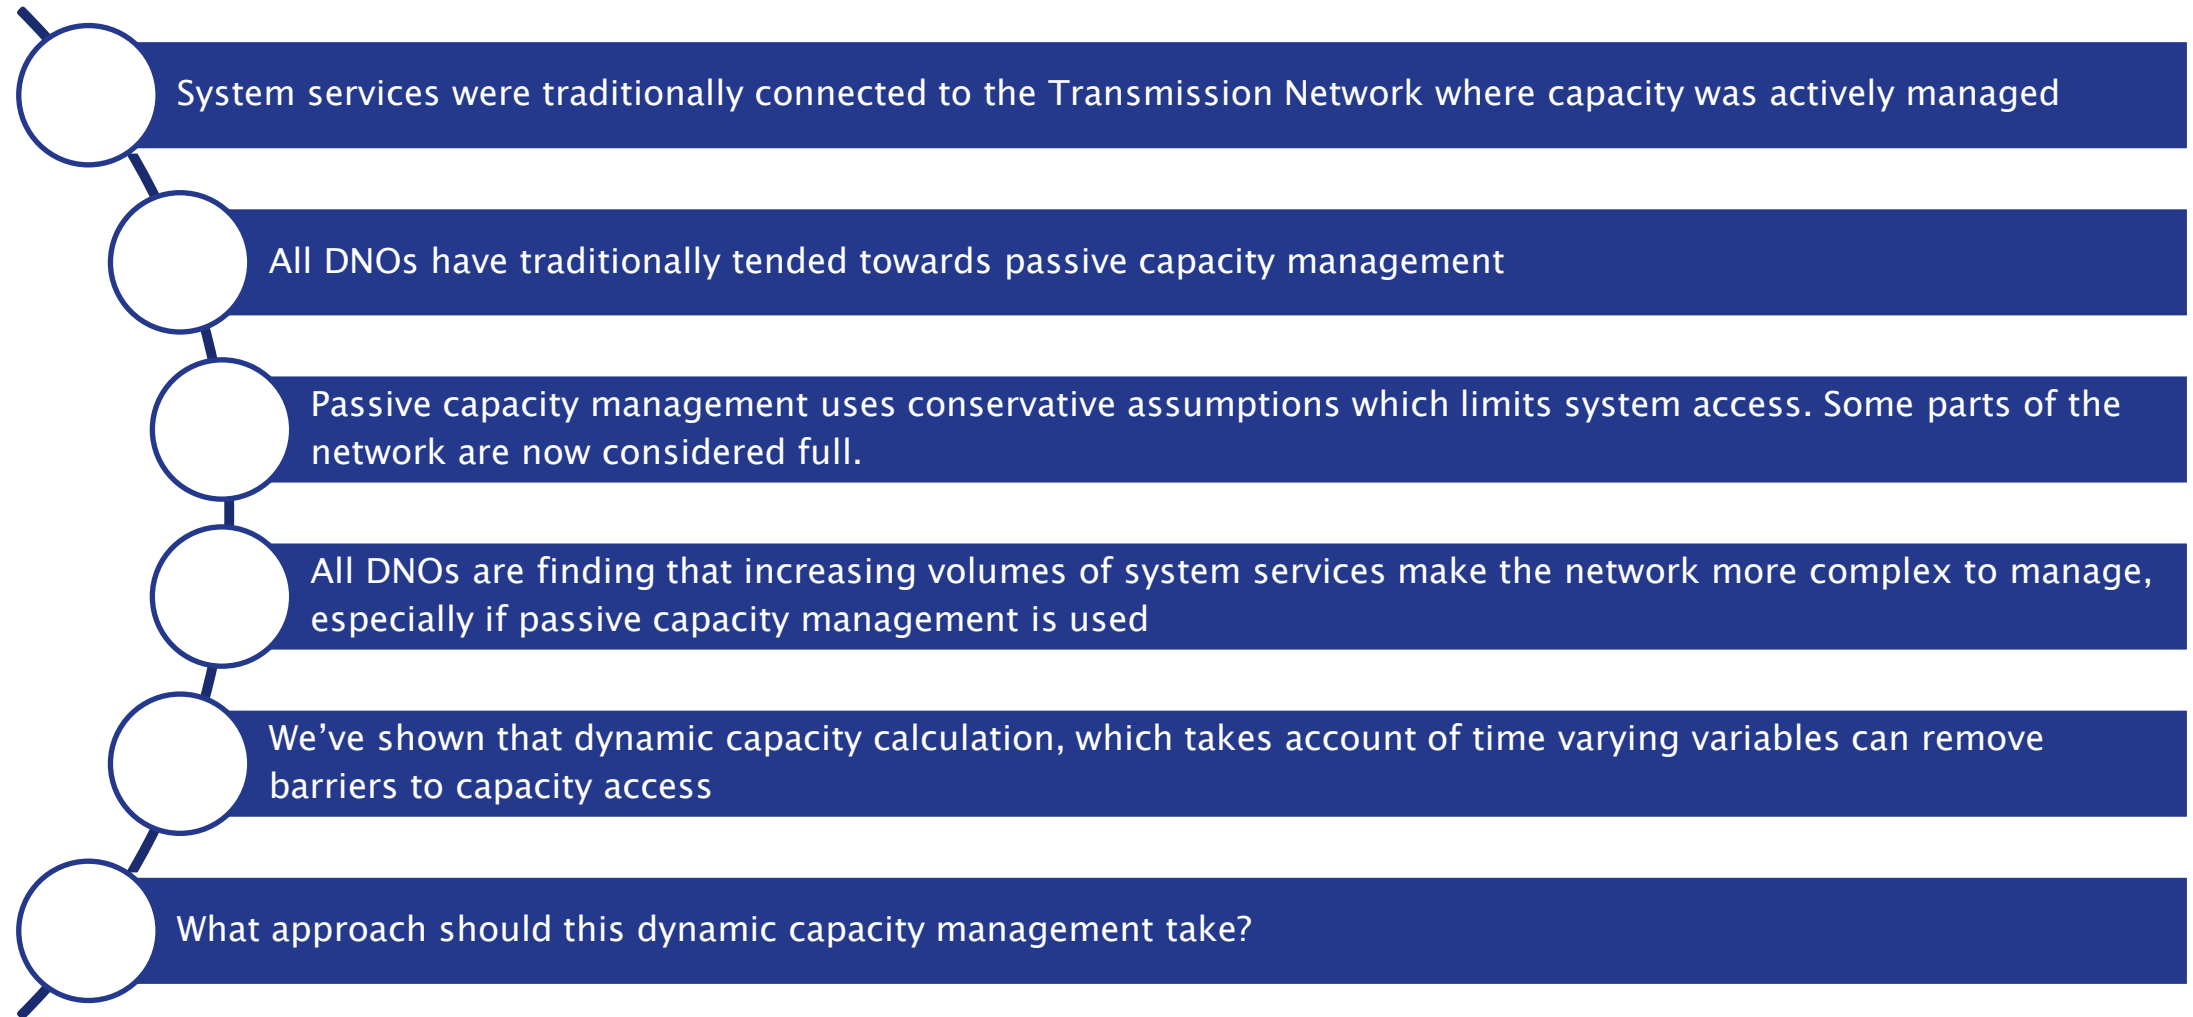 System services were traditionally connected to the Transmission Network where capacity was actively managed
All DNOs have traditionally tended towards passive capacity management
Passive capacity management uses conservative assumptions which limits system access. Some parts of the
network are now considered full.
All DNOs are finding that increasing volumes of system services make the network more complex to manage,
especially if passive capacity management is used
We’ve shown that dynamic capacity calculation, which takes account of time varying variables can remove
barriers to capacity access
What approach should this dynamic capacity management take?